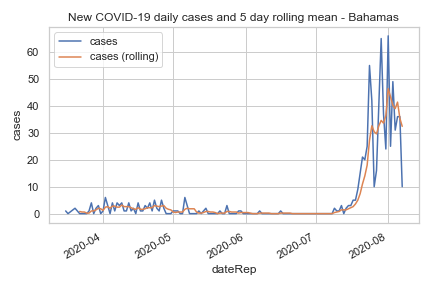 New COVID-19 daily cases and 5 day rolling mean - Bahamas
cases
cases (rolling)
60
50
40
30
20
10
0
cases
2020-04
2020-05
2020-06
2020-07
2020-08
dateRep